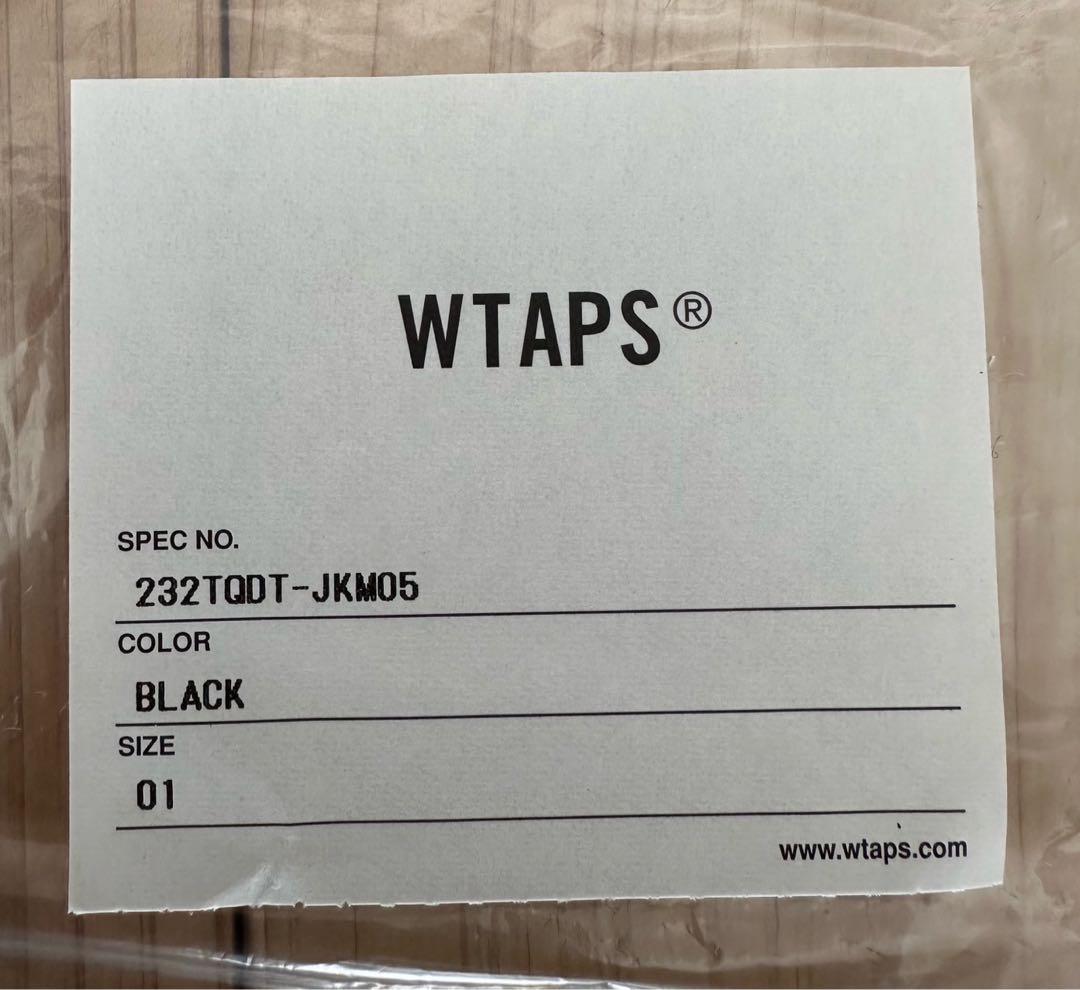 WTAPS®
SPEC NO.
232TQDT-JKM05
COLOR
BLACK
SIZE
01
www.wtaps.com